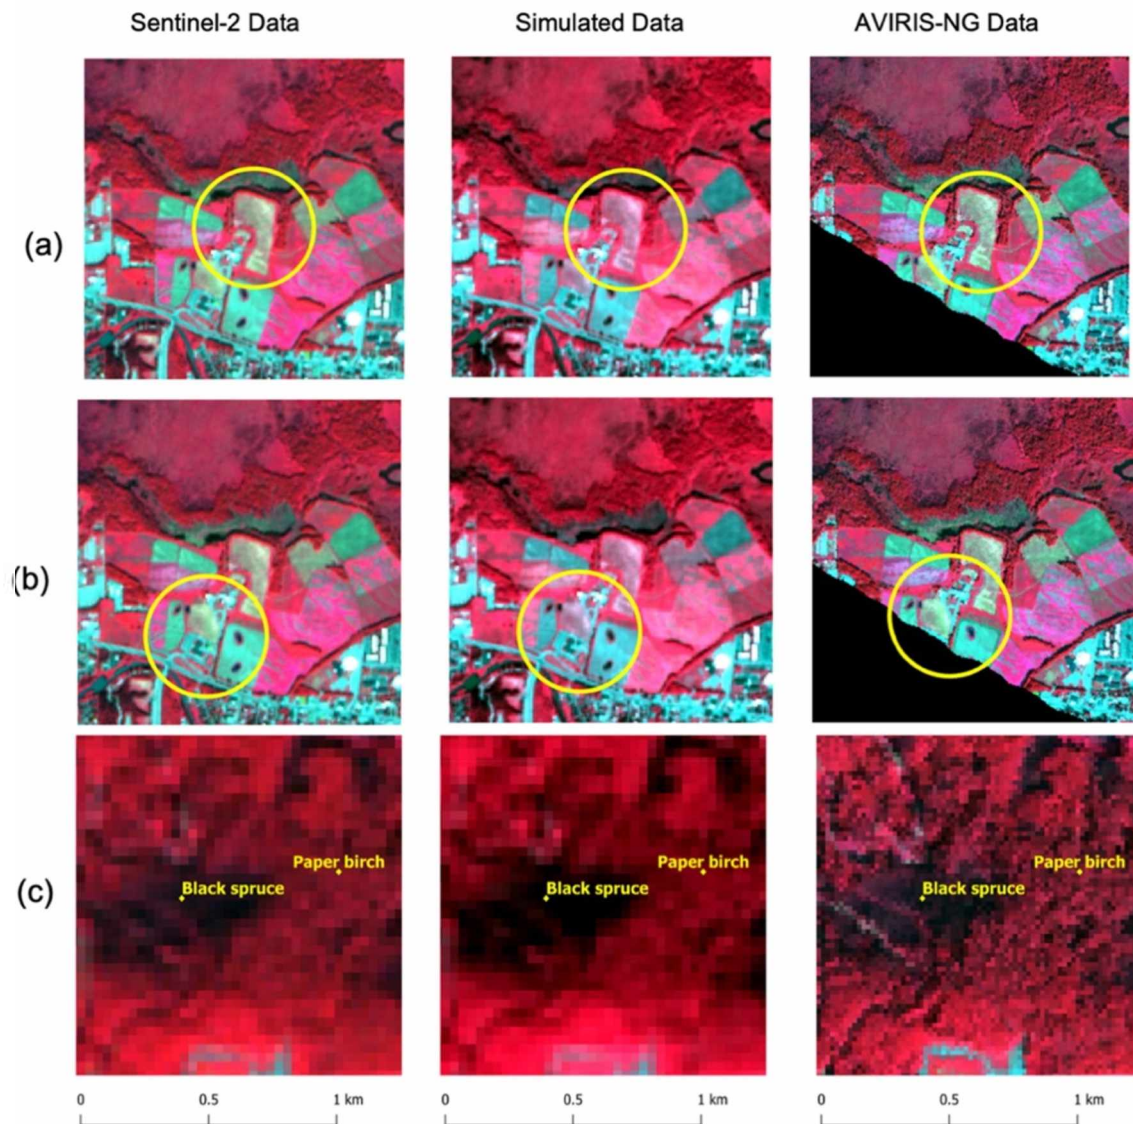 Sentinel-2 Data Simulated Data AVIRIS-NG Data
(a)
(b)
(c)
Paper birch
Black spruce
Paper birch
Black spruce
Paper birch
Black spruce
0 0.5 1 km 0 0.5 1 km 0 0.5 1 km